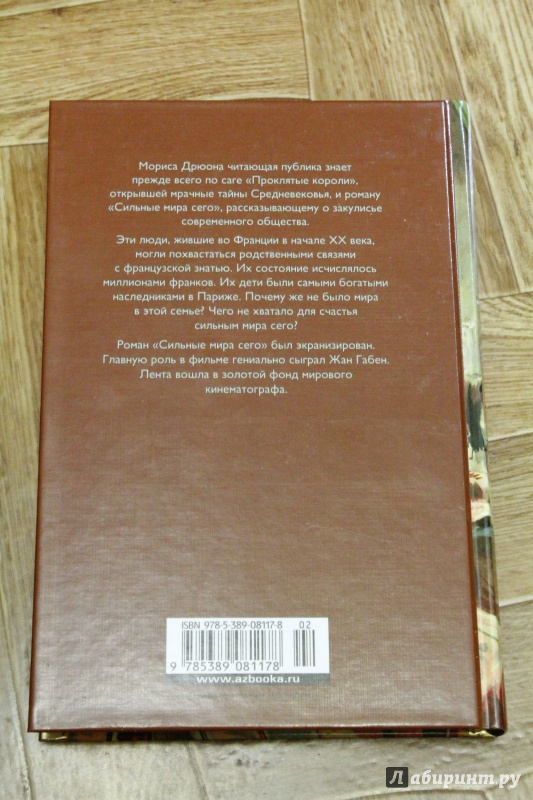 Мориса Дрюона читающая публика знает
прежде всего по саге «Проклятые короли»,
открывшей мрачные тайны Средневековья, и роману
«Сильные мира сего», рассказывающему о закулисье
современного общества.
Эти люди, жившие во Франции в начале XX века,
могли похвастаться родственными связями
с французской знатью. Их состояние исчислялось
миллионами франков. Их дети были самыми богатыми
наследниками в Париже. Почему же не было мира
в этой семье? Чего не хватало для счастья
сильным мира сего?
Роман «Сильные мира сего» был экранизирован.
Главную роль в фильме гениально сыграл Жан Габен.
Лента вошла в золотой фонд мирового
кинематографа.
ISBN 978-5-389-08117-8 02
9 785389 081178
www.azbooka.ru
Лабиринт.ру